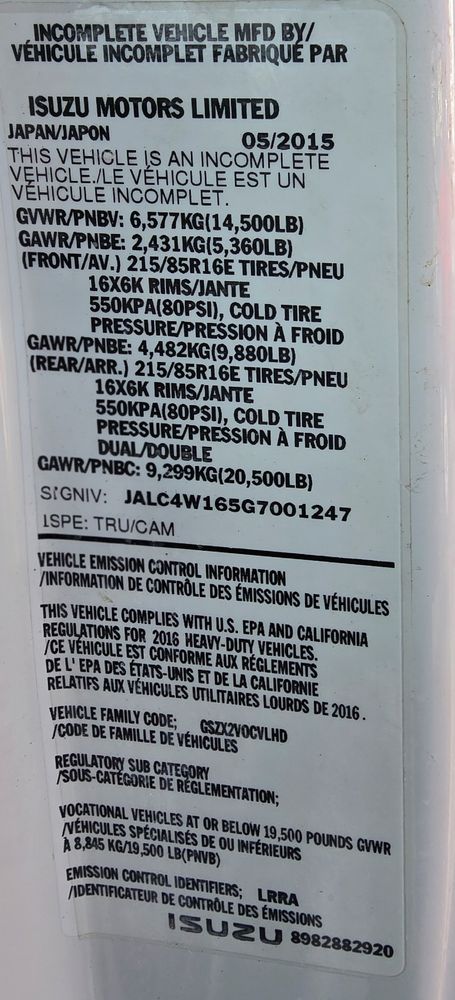 INCOMPLETE VEHICLE MFD BY/
VÉHICULE INCOMPLET FABRIQUÉ PAR
ISUZU MOTORS LIMITED
JAPAN/JAPON 05/2015
THIS VEHICLE IS AN INCOMPLETE
VEHICLE./LE VÉHICULE EST UN
VÉHICULE INCOMPLET.
GVWR/PNBV: 6,577KG(14,500LB)
GAWR/PNBE: 2,431KG(5,360LB)
(FRONT/AV.) 215/85R16E TIRES/PNEU
16X6K RIMS/JANTE
550KPA(80PSI), COLD TIRE
PRESSURE/PRESSION À FROID
GAWR/PNBE: 4,482KG(9,880LB)
(REAR/ARR.) 215/85R16E TIRES/PNEU
16X6K RIMS/JANTE
550KPA(80PSI), COLD TIRE
PRESSURE/PRESSION À FROID
DUAL/DOUBLE
GAWR/PNBC: 9,299KG(20,500LB)
JALC4W165G7001247
TRU/CAM
VEHICLE EMISSION CONTROL INFORMATION
/INFORMATION DE CONTRÔLE DES ÉMISSIONS DE VÉHICULES
THIS VEHICLE COMPLIES WITH U.S. EPA AND CALIFORNIA
REGULATIONS FOR 2016 HEAVY-DUTY VEHICLES.
/CE VÉHICULE EST CONFORME AUX RÉGLEMENTS
DE L' EPA DES ÉTATS-UNIS ET DE LA CALIFORNIE
RELATIFS AUX VÉHICULES UTILITAIRES LOURDS DE 2016.
VEHICLE FAMILY CODE; GSZX2VOCVLHD
/CODE DE FAMILLE DE VÉHICULES
REGULATORY SUB CATEGORY
/SOUS-CATÉGORIE DE RÉGLEMENTATION;
VOCATIONAL VEHICLES AT OR BELOW 19,500 POUNDS GVWR
/VÉHICULES SPÉCIALISÉS DE OU INFÉRIEURS
À 8,845 KG/19,500 LB(PNVB)
EMISSION CONTROL IDENTIFIERS; LRRA
/IDENTIFICATEUR DE CONTRÔLE DES ÉMISSIONS
ISUZU 8982882920